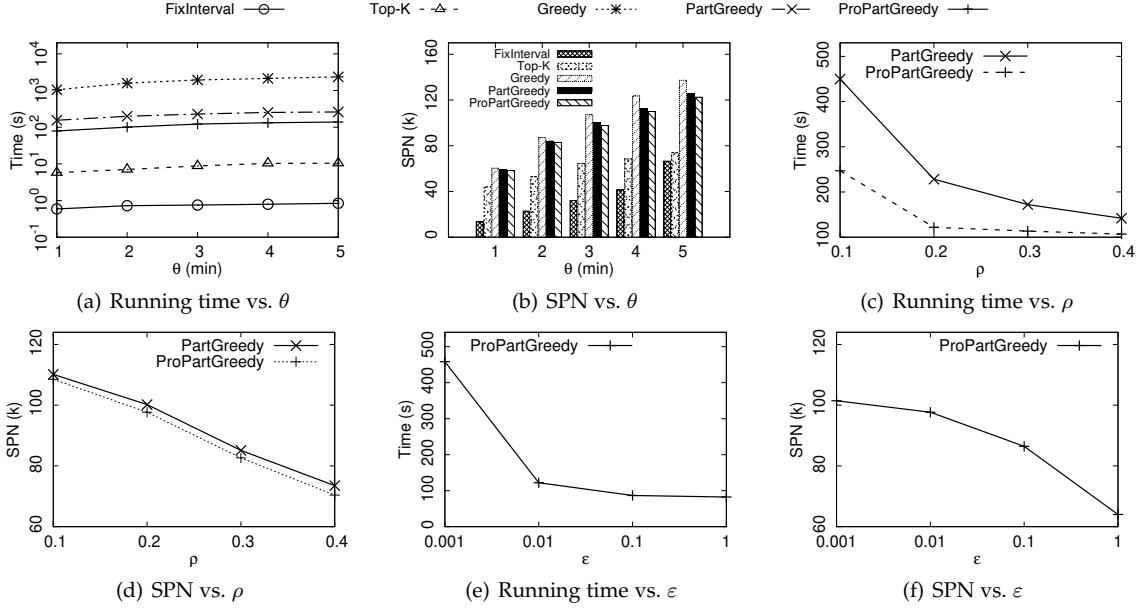 FixInterval Top-K Greedy PartGreedy ProPartGreedy
10^4
10^3
10^2
10^1
10^0
10^-1
Time (s)
1 2 3 4 5
θ (min)
(a) Running time vs. θ
160
120
80
40
0
SPN (k)
FixInterval
Top-K
Greedy
PartGreedy
ProPartGreedy
1 2 3 4 5
θ (min)
(b) SPN vs. θ
500
400
300
200
100
Time (s)
PartGreedy
ProPartGreedy
0.1 0.2 0.3 0.4
ρ
(c) Running time vs. ρ
120
100
80
60
SPN (k)
PartGreedy
ProPartGreedy
0.1 0.2 0.3 0.4
ρ
(d) SPN vs. ρ
500
400
300
200
100
0
Time (s)
ProPartGreedy
0.001 0.01 0.1 1
ε
(e) Running time vs. ε
120
100
80
60
SPN (k)
ProPartGreedy
0.001 0.01 0.1 1
ε
(f) SPN vs. ε